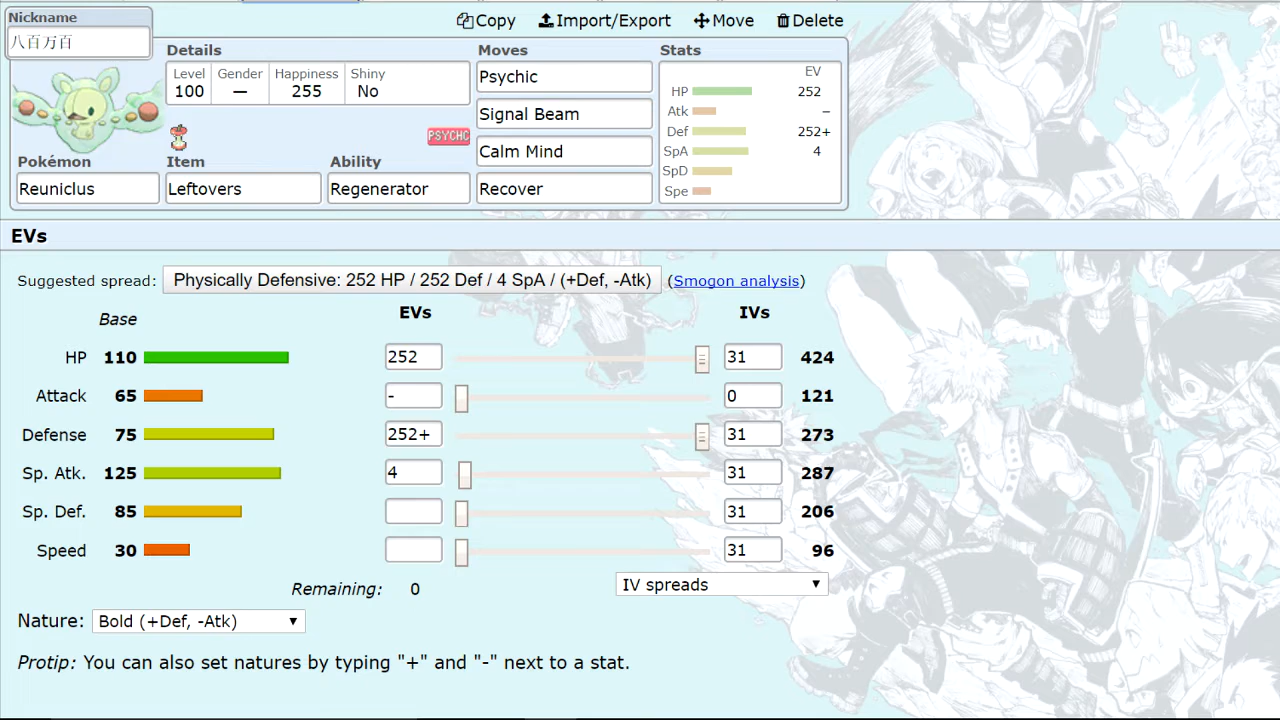 Nickname
八百万百
Copy Import/Export Move Delete
Details
Level Gender Happiness Shiny
100 — 255 No
PSYCHC
Pokémon Item Ability
Reuniclus Leftovers Regenerator
Moves
Psychic
Signal Beam
Calm Mind
Recover
Stats
EV
HP 252
Atk –
Def 252+
SpA 4
SpD
Spe
EVs
Suggested spread: Physically Defensive: 252 HP / 252 Def / 4 SpA / (+Def, -Atk) (Smogon analysis)
Base EVs IVs
HP 110 252 31 424
Attack 65 - 0 121
Defense 75 252+ 31 273
Sp. Atk. 125 4 31 287
Sp. Def. 85 31 206
Speed 30 31 96
Remaining: 0 IV spreads
Nature: Bold (+Def, -Atk)
Protip: You can also set natures by typing "+" and "-" next to a stat.